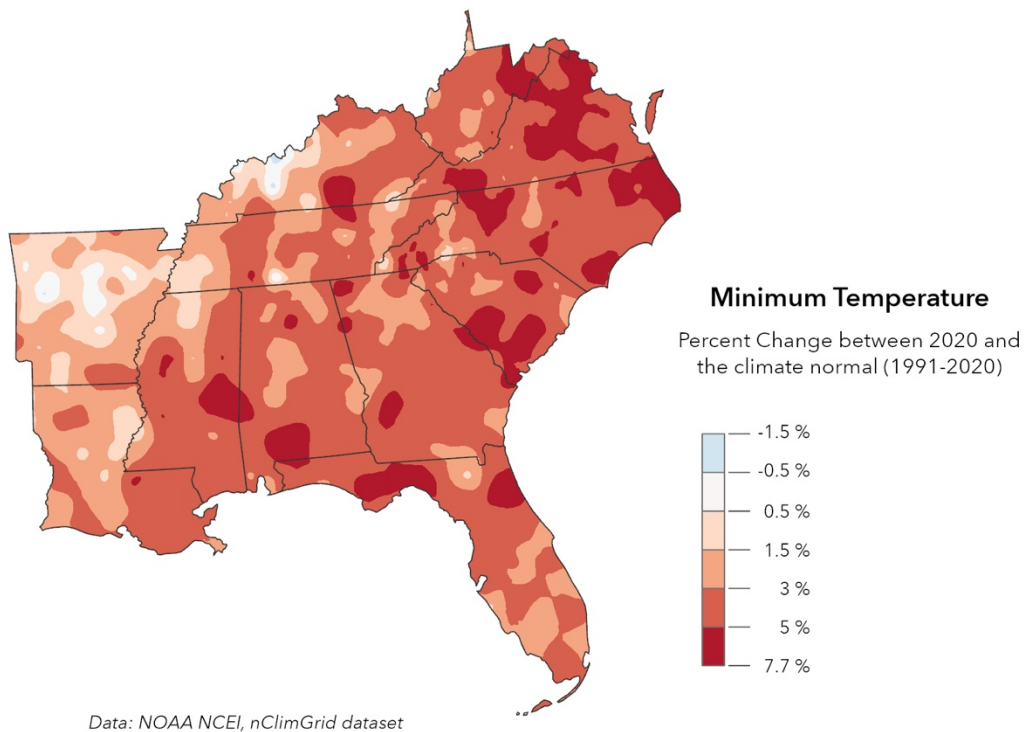 Minimum Temperature
Percent Change between 2020 and
the climate normal (1991-2020)
-1.5 %
-0.5 %
0.5 %
1.5 %
3 %
5 %
7.7 %
Data: NOAA NCEI, nClimGrid dataset